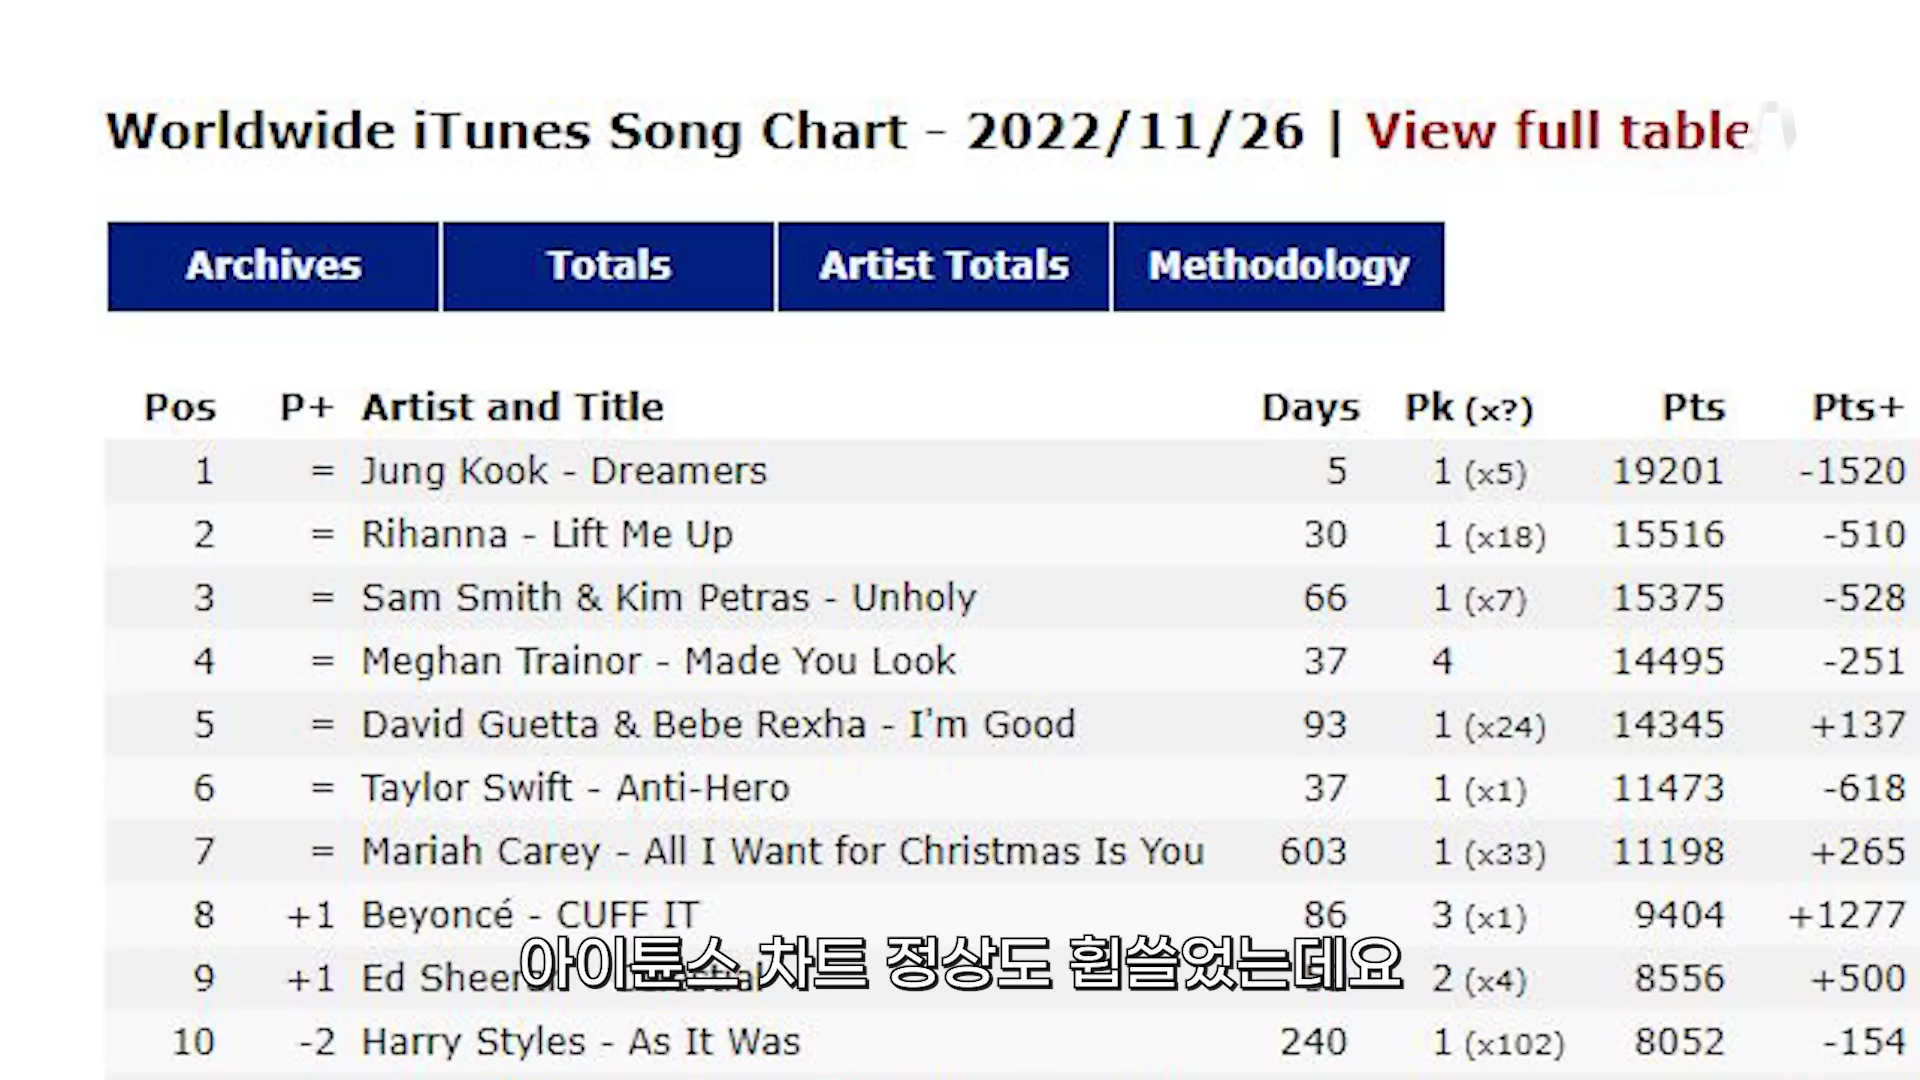 Worldwide iTunes Song Chart - 2022/11/26 | View full table
Archives Totals Artist Totals Methodology
Pos P+ Artist and Title Days Pk (x?) Pts Pts+
1 = Jung Kook - Dreamers 5 1 (x5) 19201 -1520
2 = Rihanna - Lift Me Up 30 1 (x18) 15516 -510
3 = Sam Smith & Kim Petras - Unholy 66 1 (x7) 15375 -528
4 = Meghan Trainor - Made You Look 37 4 14495 -251
5 = David Guetta & Bebe Rexha - I'm Good 93 1 (x24) 14345 +137
6 = Taylor Swift - Anti-Hero 37 1 (x1) 11473 -618
7 = Mariah Carey - All I Want for Christmas Is You 603 1 (x33) 11198 +265
8 +1 Beyoncé - CUFF IT 86 3 (x1) 9404 +1277
9 +1 Ed 2 (x4) 8556 +500
아이튠스 차트 정상도 휩쓸었는데요
10 -2 Harry Styles - As It Was 240 1 (x102) 8052 -154